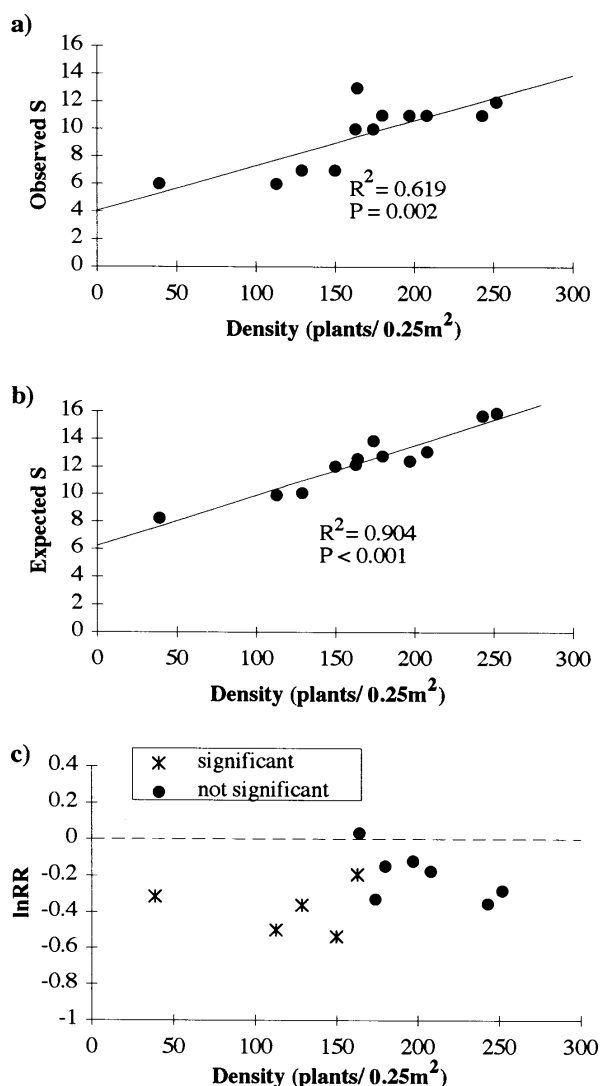 a)
16
14
12
10
8
6
4
2
0
Observed S
R² = 0.619
P = 0.002
0 50 100 150 200 250 300
Density (plants/ 0.25m²)
b)
16
14
12
10
8
6
4
2
0
Expected S
R² = 0.904
P < 0.001
0 50 100 150 200 250 300
Density (plants/ 0.25m²)
c)
significant
not significant
0.4
0.2
0
-0.2
-0.4
-0.6
-0.8
-1
lnRR
0 50 100 150 200 250 300
Density (plants/ 0.25m²)